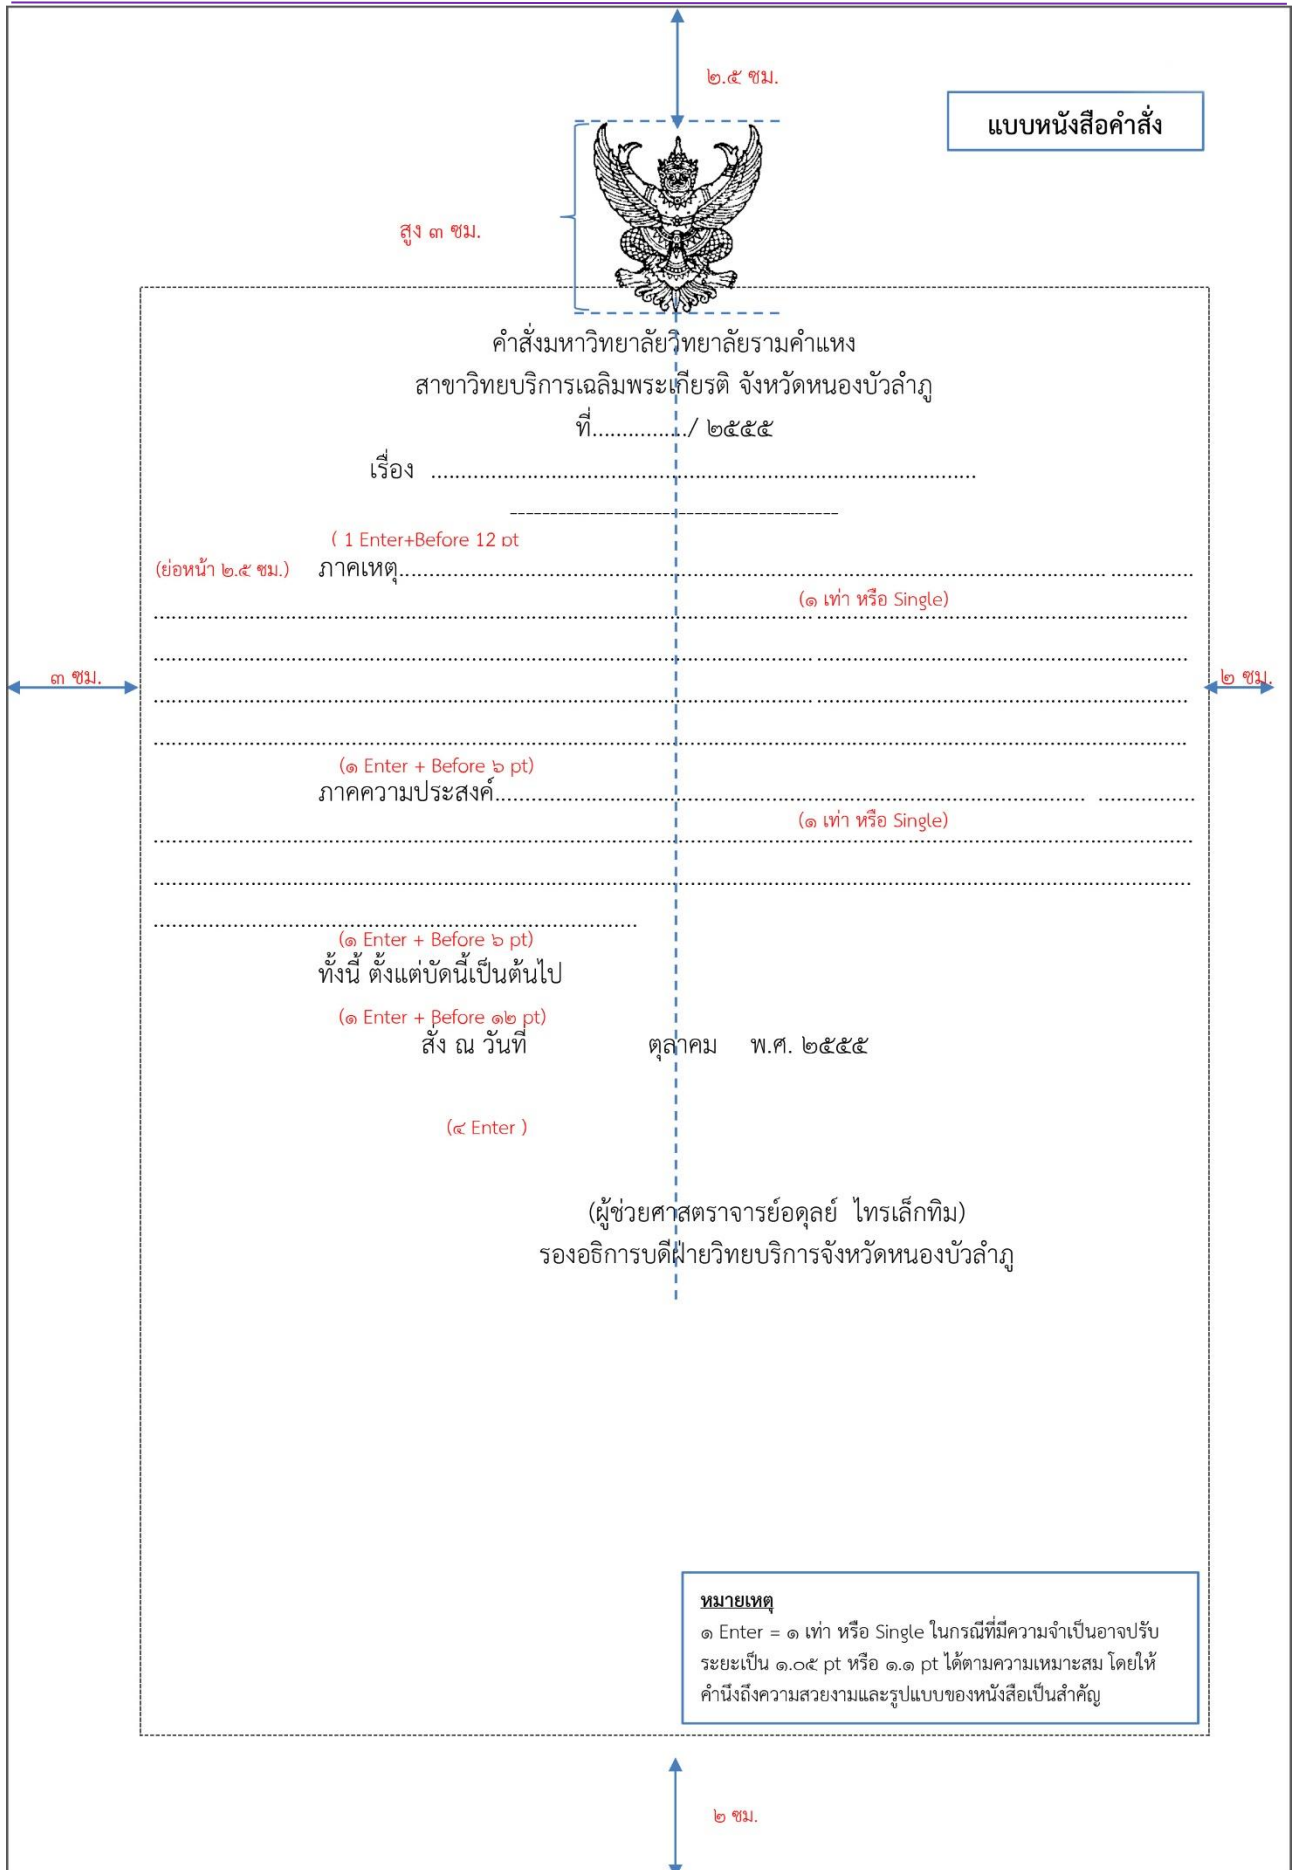 ๒.๕ ซม.
แบบหนังสือคำสั่ง
สูง ๓ ซม.
คำสั่งมหาวิทยาลัยวิทยาลัยรามคำแหง
สาขาวิทยบริการเฉลิมพระเกียรติ จังหวัดหนองบัวลำภู
ที่................/ ๒๕๕๕
เรื่อง ............................................................................................
-----------------------------------------
( 1 Enter+Before 12 pt
(ย่อหน้า ๒.๕ ซม.) ภาคเหตุ........................................................................................................................ ..............
(๑ เท่า หรือ Single)
................................................................................................................ ...............................................................
................................................................................................................ ...............................................................
๓ ซม. ๒ ซม.
................................................................................................................ ...............................................................
..................................................................................... ..........................................................................................
(๑ Enter + Before ๖ pt)
ภาคความประสงค์.................................................................................................... ................
(๑ เท่า หรือ Single)
................................................................................................................................................................................
................................................................................................................................................................................
..................................................................................
(๑ Enter + Before ๖ pt)
ทั้งนี้ ตั้งแต่บัดนี้เป็นต้นไป
(๑ Enter + Before ๑๒ pt)
สั่ง ณ วันที่ ตุลาคม พ.ศ. ๒๕๕๕
(๔ Enter )
(ผู้ช่วยศาสตราจารย์อดุลย์ ไทรเล็กทิม)
รองอธิการบดีฝ่ายวิทยบริการจังหวัดหนองบัวลำภู
หมายเหตุ
๑ Enter = ๑ เท่า หรือ Single ในกรณีที่มีความจำเป็นอาจปรับ
ระยะเป็น ๑.๐๕ pt หรือ ๑.๑ pt ได้ตามความเหมาะสม โดยให้
คำนึงถึงความสวยงามและรูปแบบของหนังสือเป็นสำคัญ
๒ ซม.